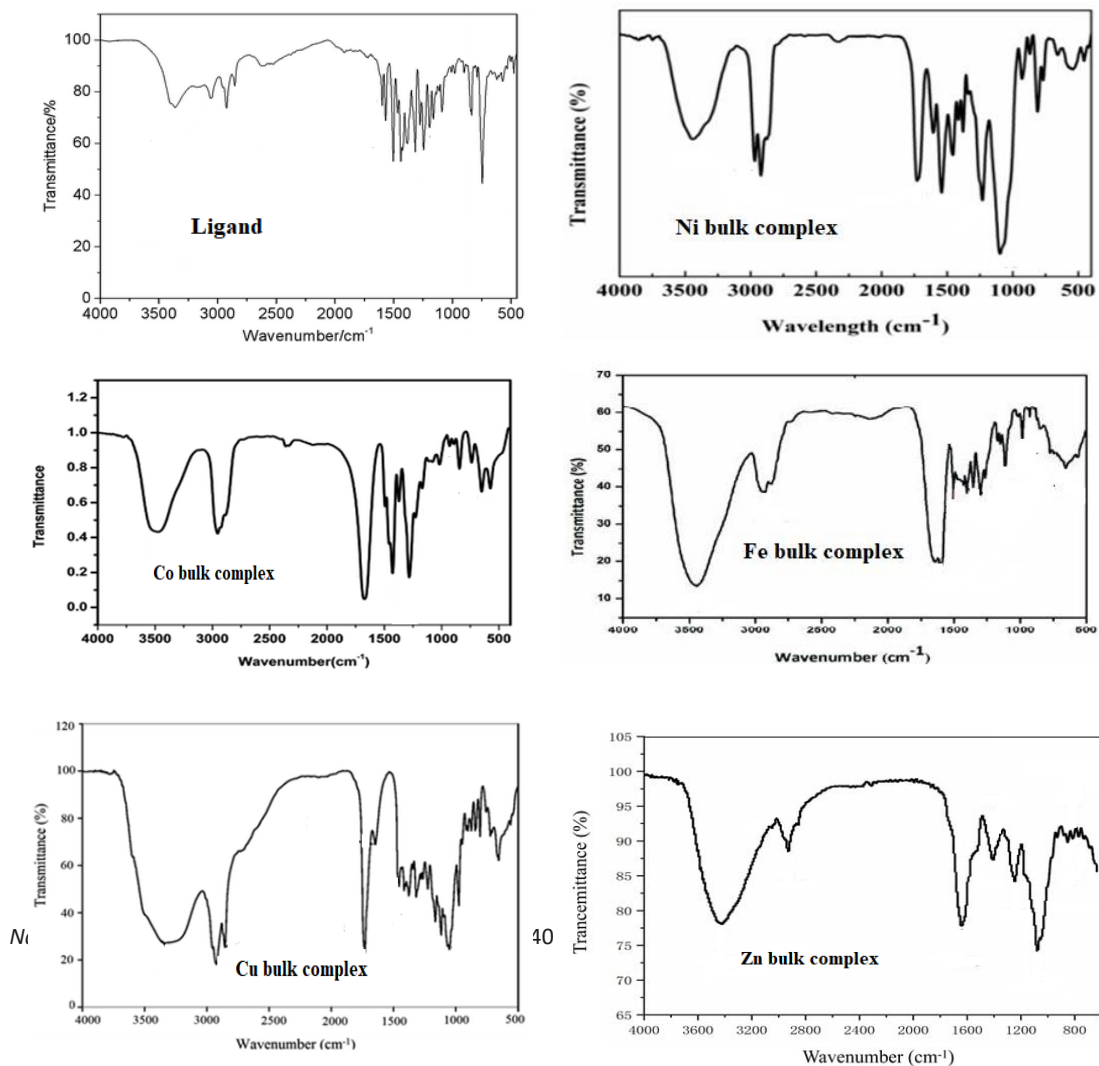 100
80
60
40
80
0
Transmittance/%
Ligand
4000 3500 3000 2500 2000 1500 1000 500
Wavenumber/cm-1
Transmittance (%)
Ni bulk complex
4000 3500 3000 2500 2000 1500 1000 500
Wavelength (cm-1)
1.2
1.0
0.8
0.6
0.4
0.2
0.0
Transmittance
Co bulk complex
4000 3500 3000 2500 2000 1500 1000 500
Wavenumber(cm-1)
70
60
50
40
30
20
10
Transmittance (%)
Fe bulk complex
4000 3500 3000 2500 2000 1500 1000 500
Wavenumber (cm-1)
120
100
80
60
40
20
0
Transmittance (%)
Cu bulk complex
4000 3500 3000 2500 2000 1500 1000 500
Wavenumber (cm-1)
40
105
100
95
90
85
80
75
70
65
Trancemittance (%)
Zn bulk complex
4000 3400 2800 2400 2000 1600 1200 800
Wavenumber (cm-1)